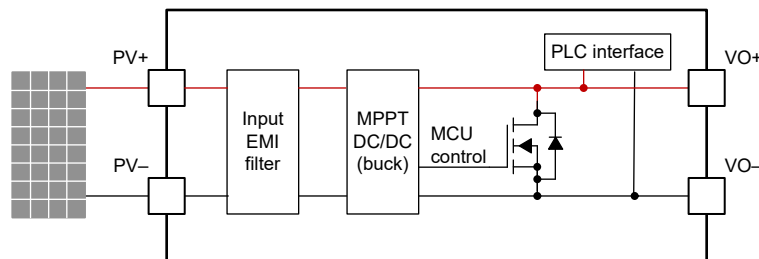 PV+
PLC interface
VO+
Input
EMI
filter
MPPT
DC/DC
(buck)
MCU
control
PV–
VO–